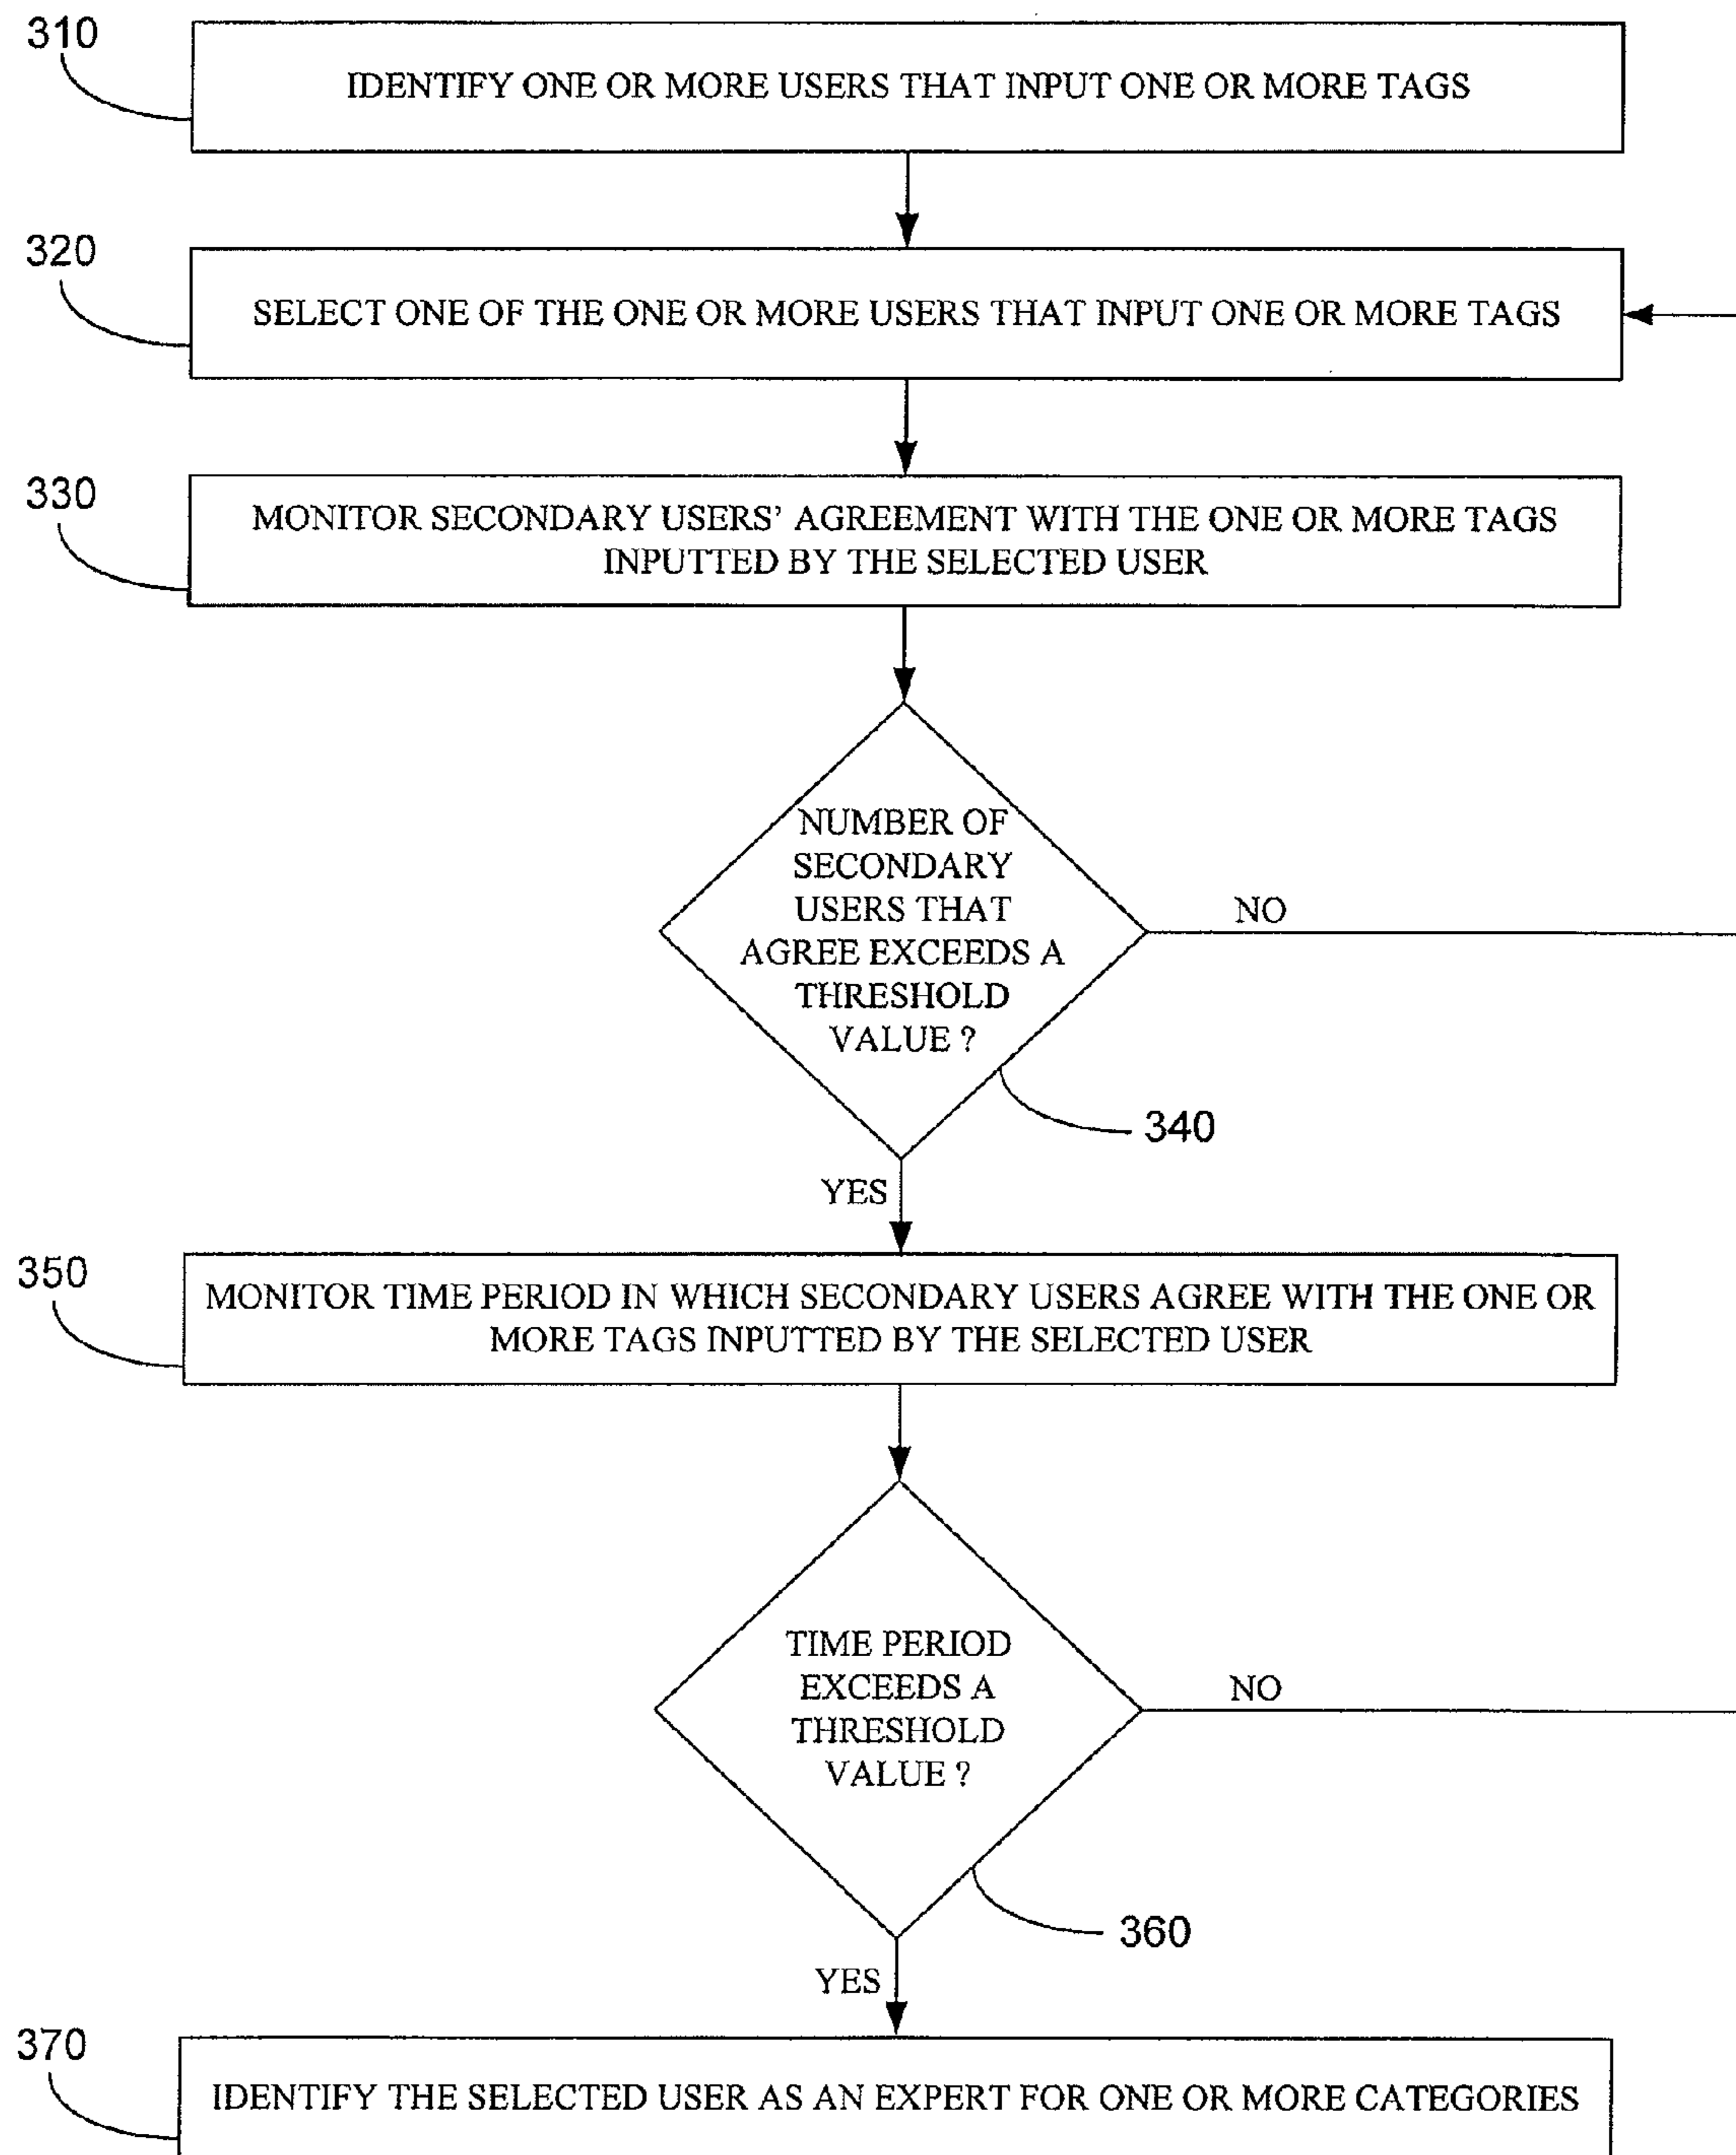 310
IDENTIFY ONE OR MORE USERS THAT INPUT ONE OR MORE TAGS
320
SELECT ONE OF THE ONE OR MORE USERS THAT INPUT ONE OR MORE TAGS
330
MONITOR SECONDARY USERS' AGREEMENT WITH THE ONE OR MORE TAGS
INPUTTED BY THE SELECTED USER
NUMBER OF
SECONDARY
USERS THAT
AGREE EXCEEDS A
THRESHOLD
VALUE ?
NO
340
YES
350
MONITOR TIME PERIOD IN WHICH SECONDARY USERS AGREE WITH THE ONE OR
MORE TAGS INPUTTED BY THE SELECTED USER
TIME PERIOD
EXCEEDS A
THRESHOLD
VALUE ?
NO
360
YES
370
IDENTIFY THE SELECTED USER AS AN EXPERT FOR ONE OR MORE CATEGORIES